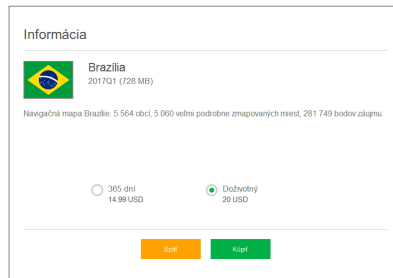 Informácia
Brazília
2017Q1 (728 MB)
Navigačná mapa Brazílie. 5 564 obcí, 5 060 veľmi podrobne zmapovaných miest, 281 749 bodov záujmu.
365 dní
14.99 USD
Doživotný
20 USD
Späť
Kúpiť